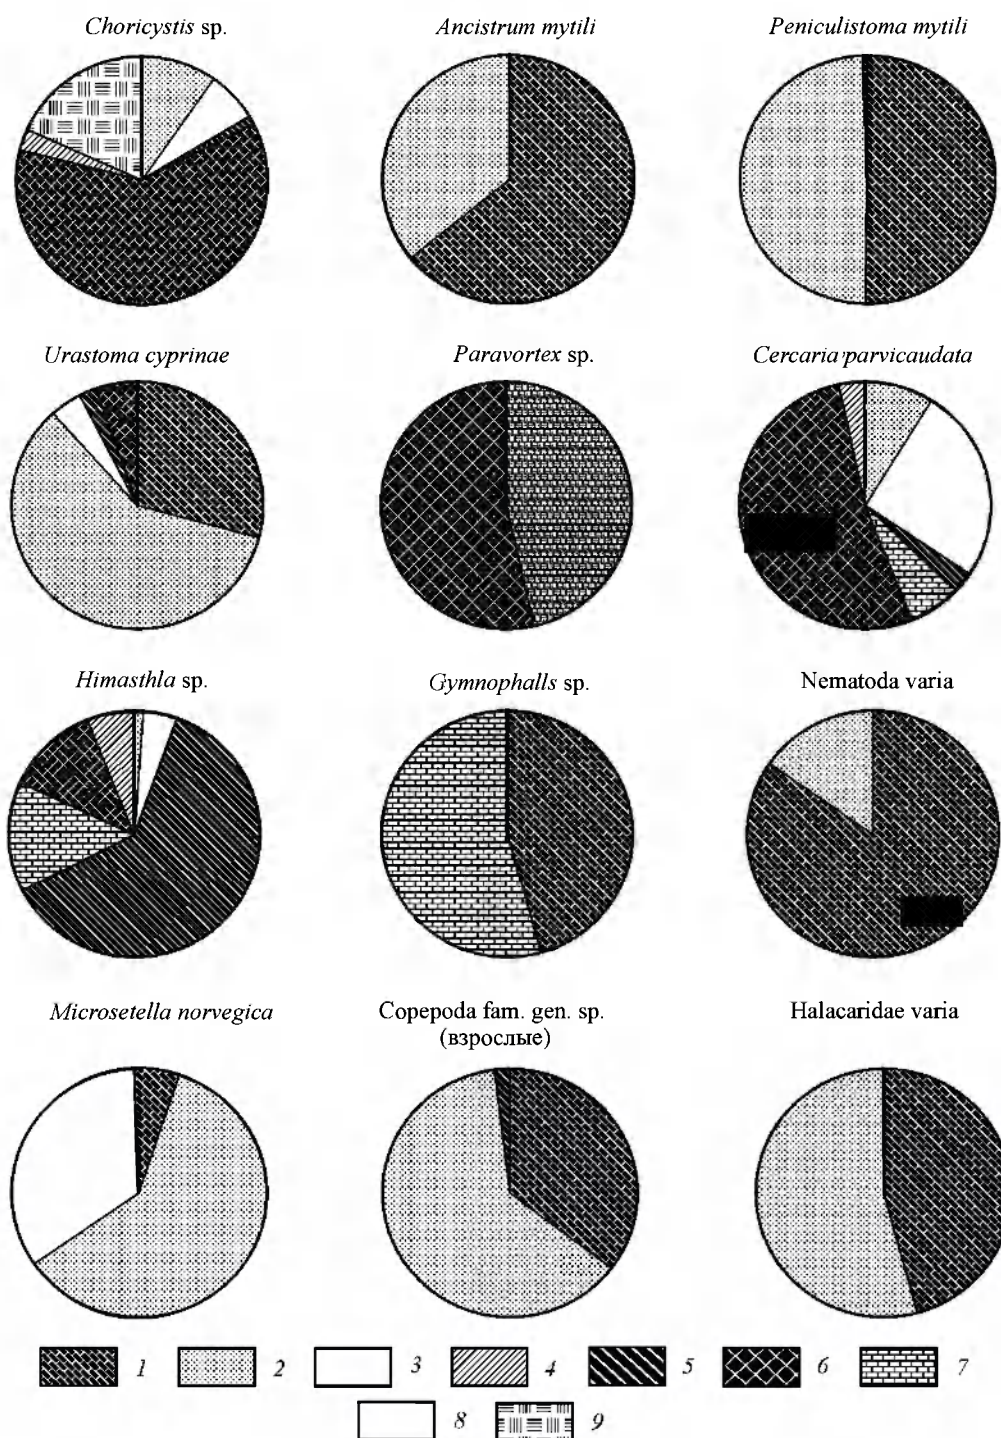 Choricystis sp.
Ancistrum mytili
Peniculistoma mytili
Urastoma cyprinae
Paravortex sp.
Cercaria parvicaudata
Himasthla sp.
Gymnophalls sp.
Nematoda varia
Microsetella norvegica
Copepoda fam. gen. sp.
(взрослые)
Halacaridae varia
1 2 3 4 5 6 7
8 9